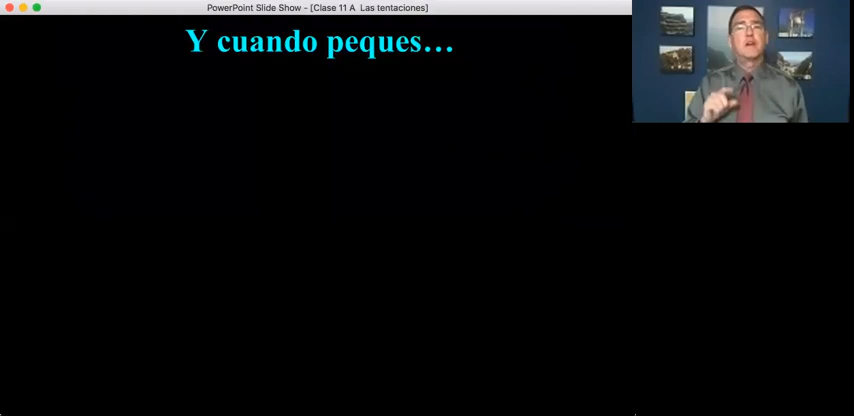 PowerPoint Slide Show - [Clase 11 A Las tentaciones]
Y cuando peques…